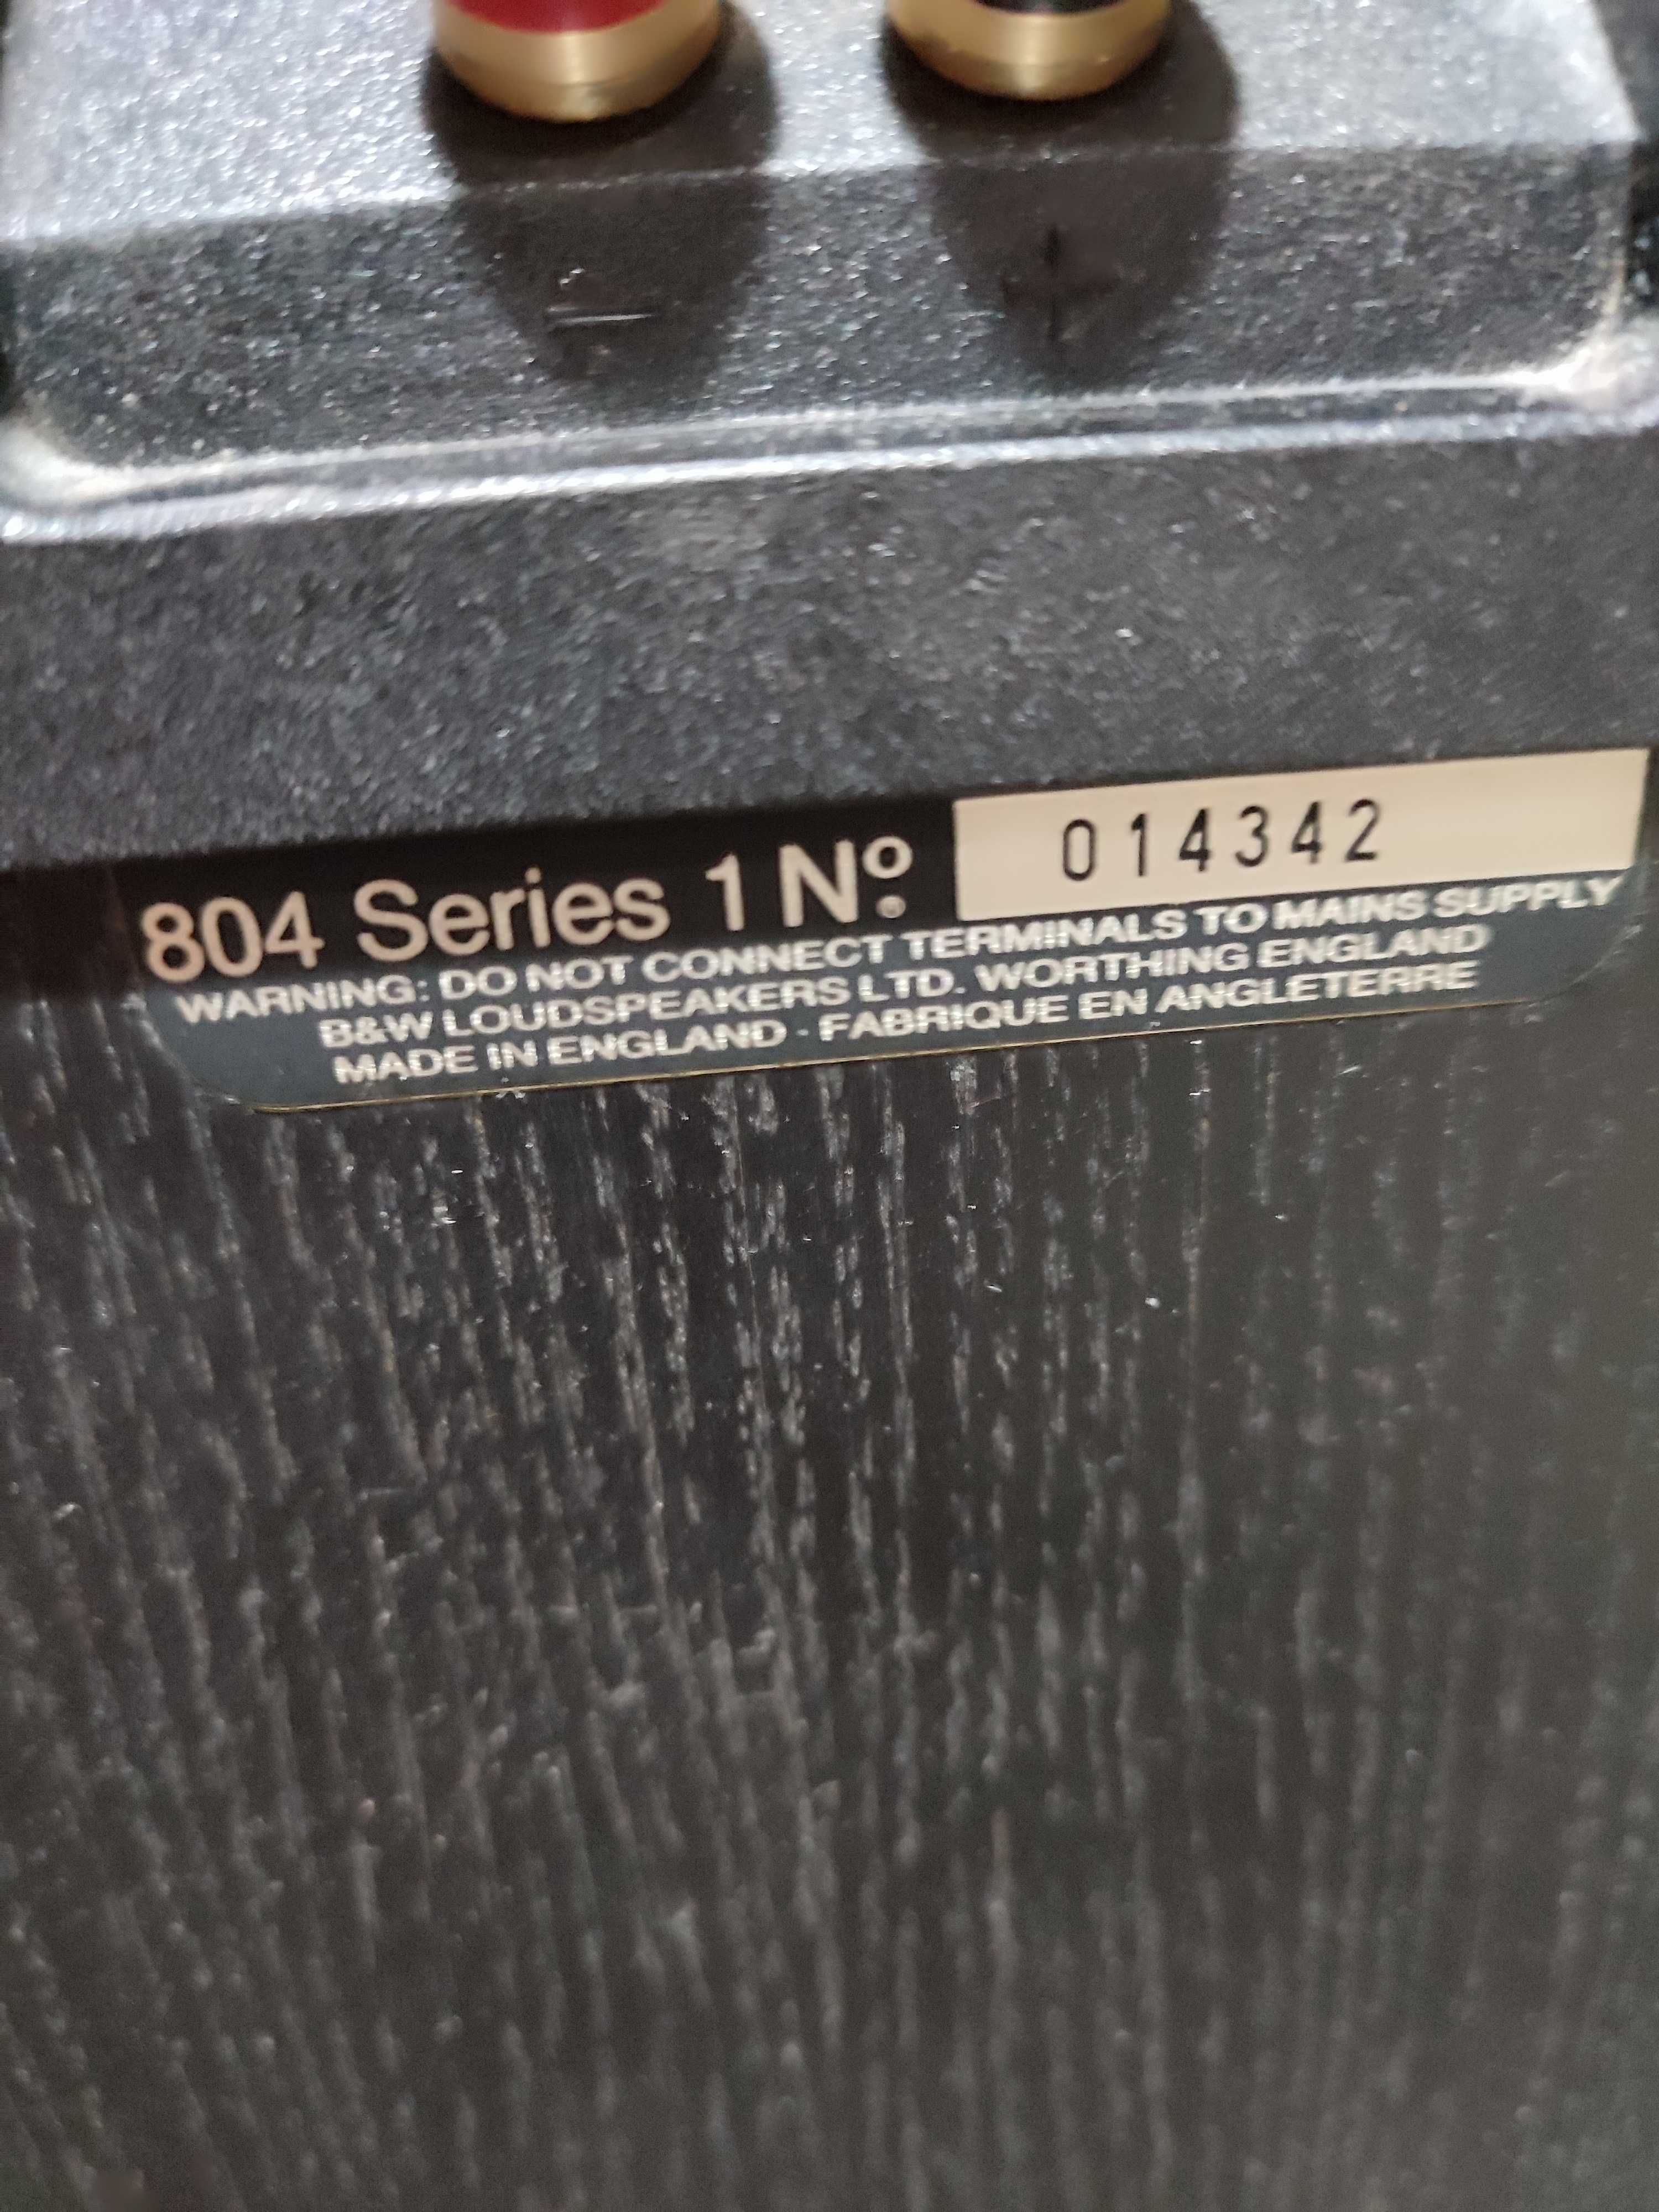 − +
804 Series 1 Nº. 014342
WARNING: DO NOT CONNECT TERMINALS TO MAINS SUPPLY
B&W LOUDSPEAKERS LTD. WORTHING ENGLAND
MADE IN ENGLAND · FABRIQUE EN ANGLETERRE